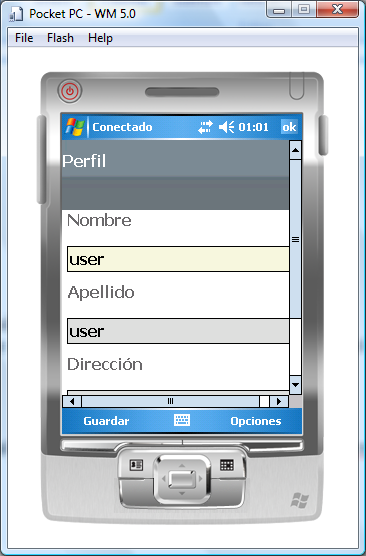 Pocket PC - WM 5.0
File Flash Help
Conectado 01:01 ok
Perfil
Nombre
user
Apellido
user
Dirección
Guardar Opciones